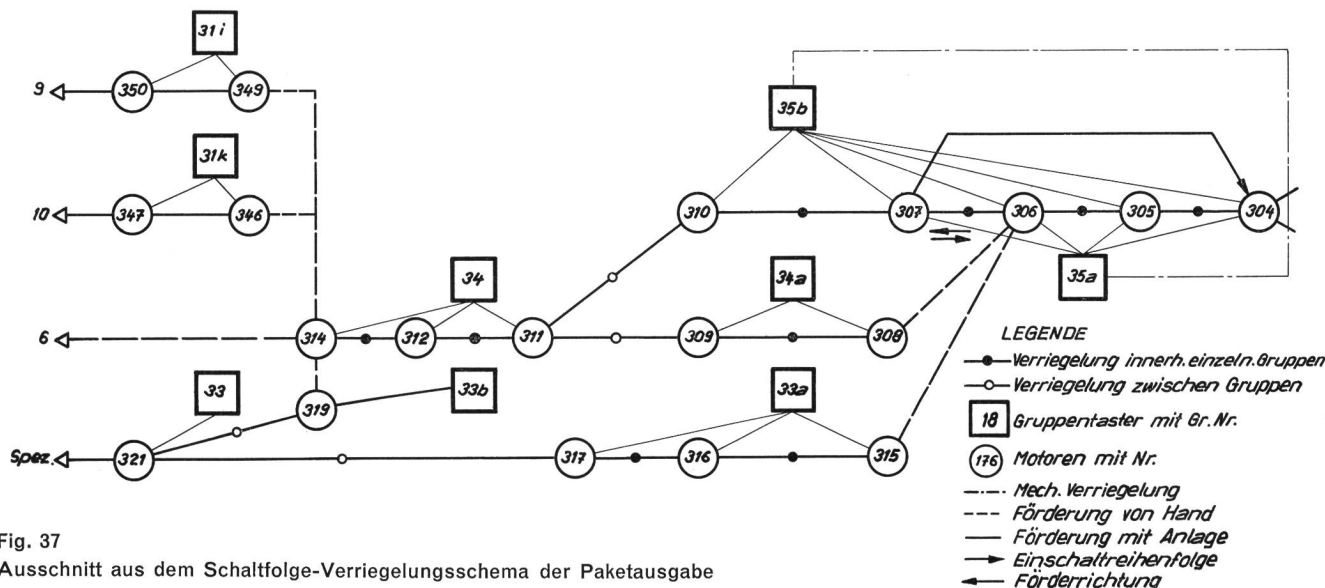 31i
9 350 349
35b
31k
10 347 346
310 307 306 305 304
34 34a 35a
6 314 312 311 309 308
LEGENDE
Verriegelung innerh. einzeln. Gruppen
33 33b 33a
319
Verriegelung zwischen Gruppen
18 Gruppentaster mit Gr. Nr.
Spez. 321 317 316 315
176 Motoren mit Nr.
Mech. Verriegelung
Förderung von Hand
Förderung mit Anlage
Einschaltreihenfolge
Förderrichtung
Fig. 37
Ausschnitt aus dem Schaltfolge-Verriegelungsschema der Paketausgabe